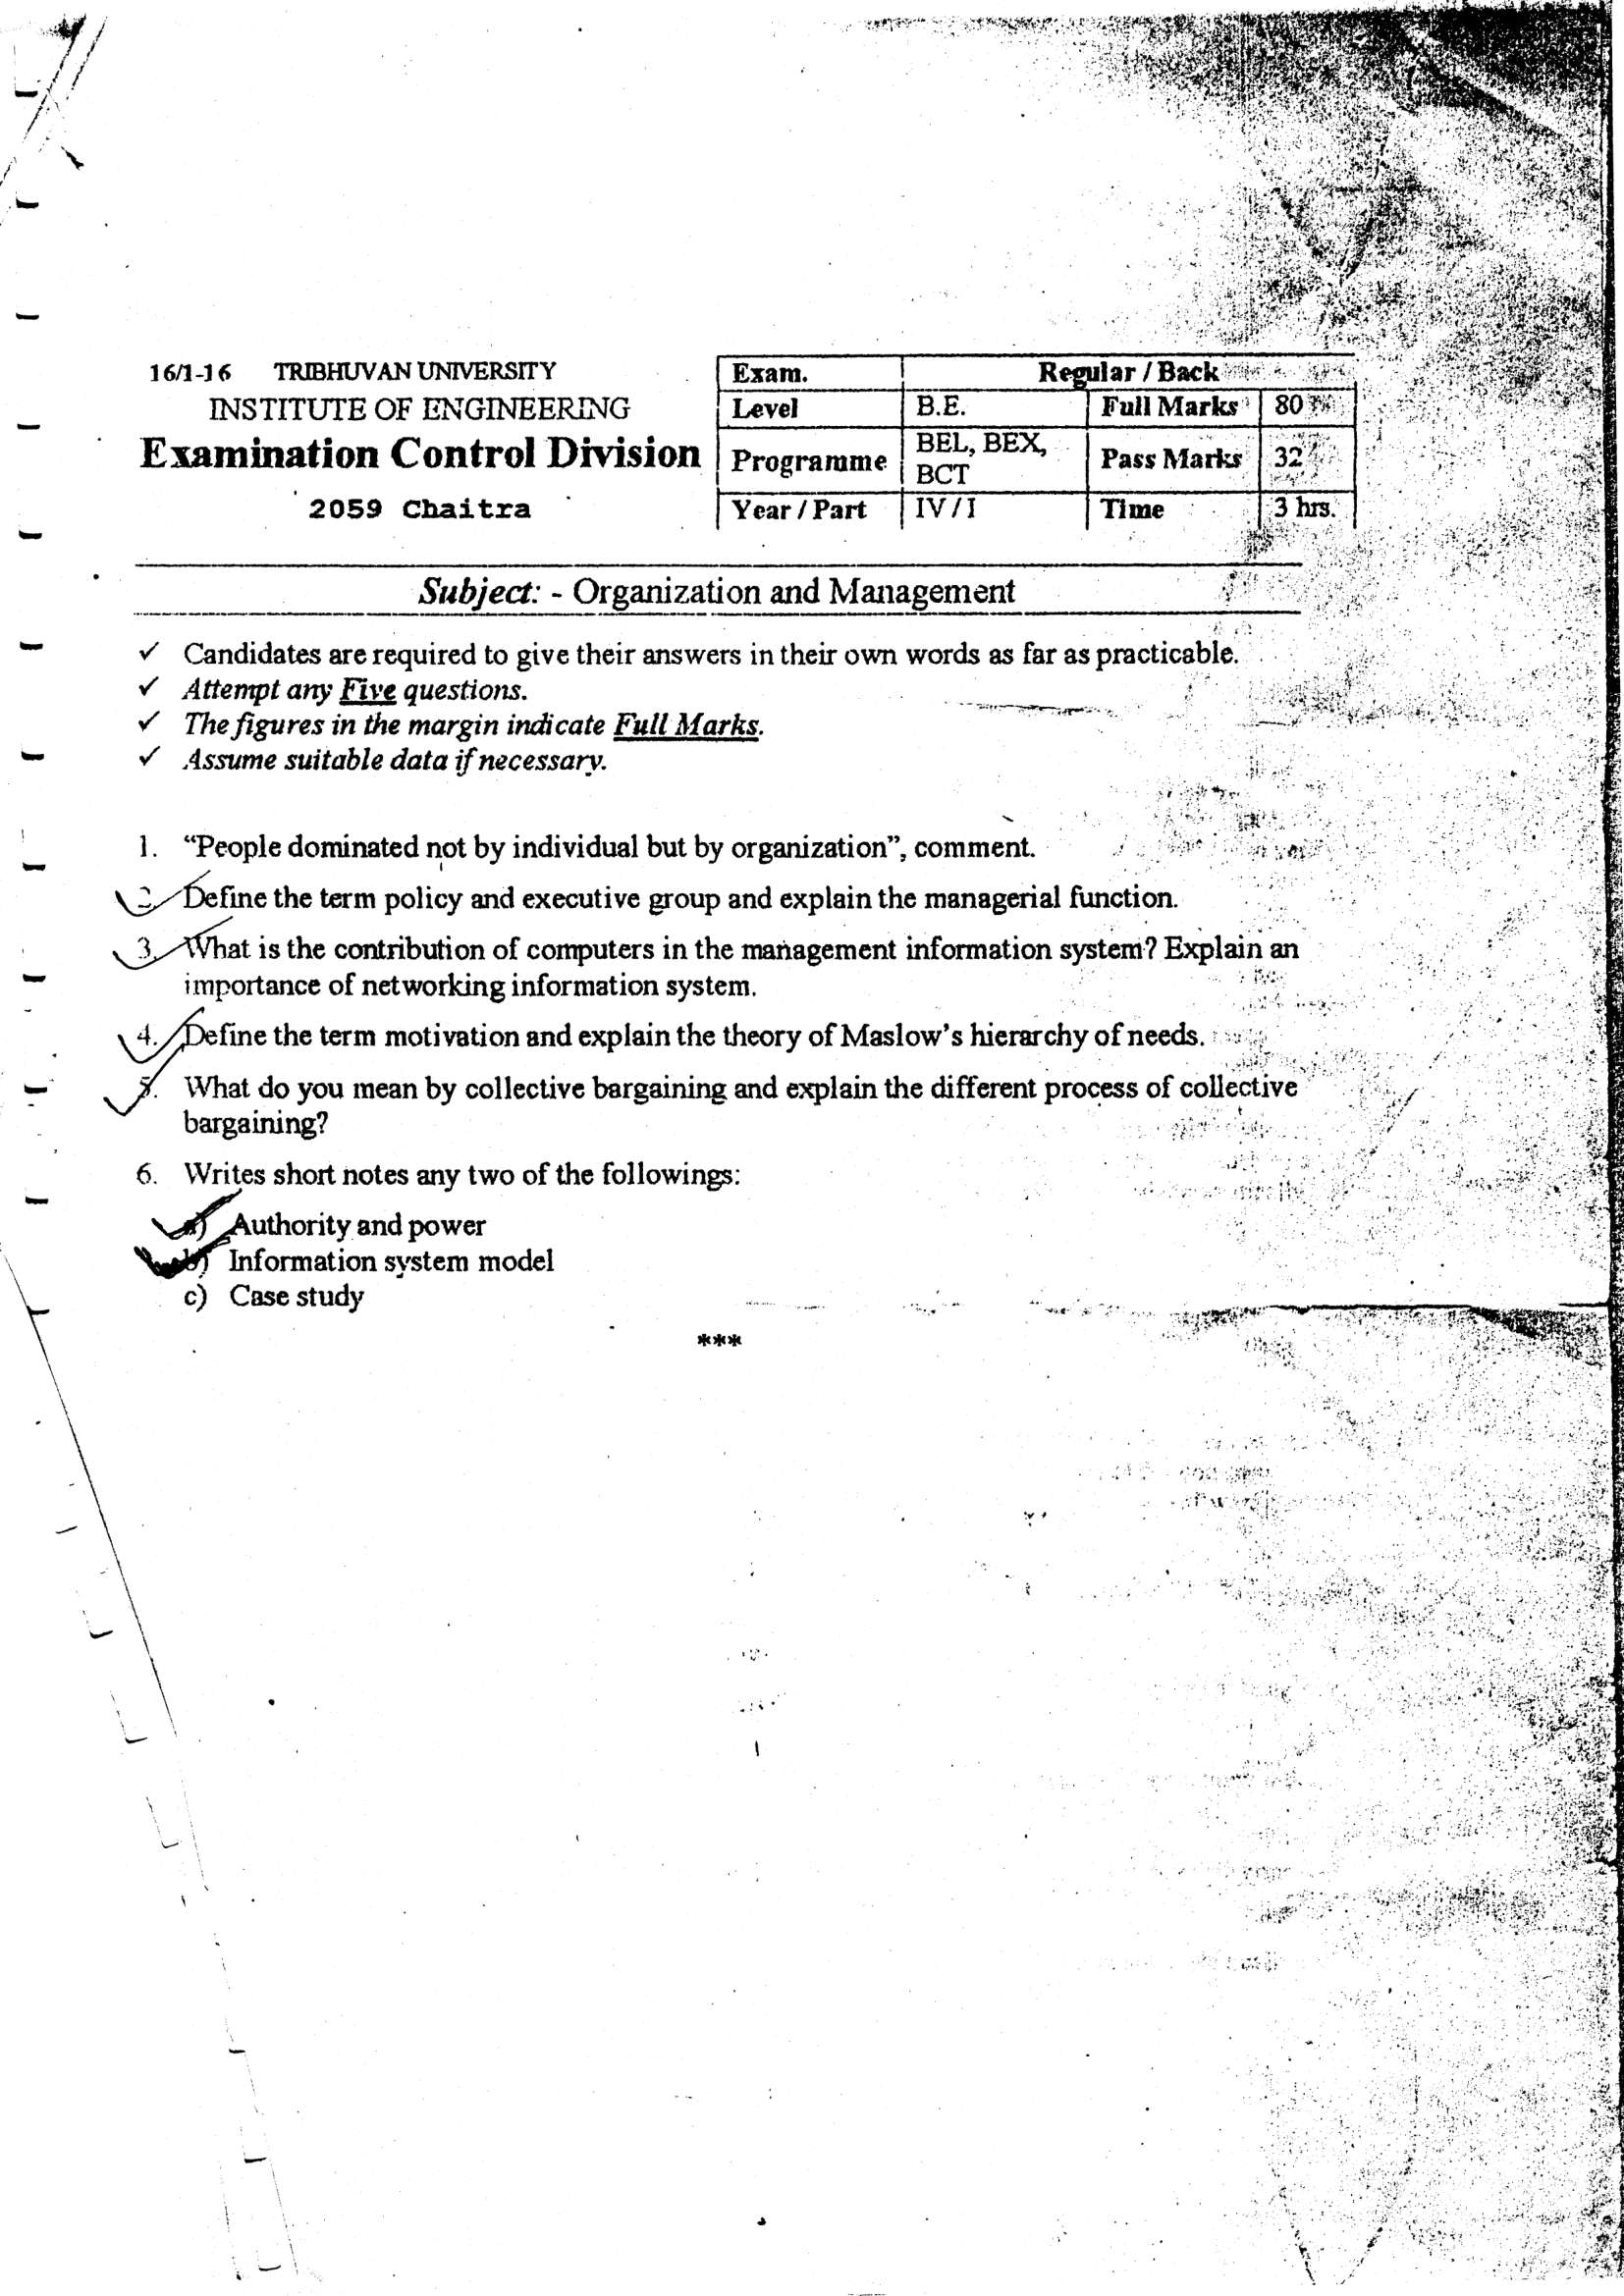 16/1-16 TRIBHUVAN UNIVERSITY
INSTITUTE OF ENGINEERING
Examination Control Division
2059 Chaitra
Exam. Regular / Back
Level B.E. Full Marks 80
Programme BEL, BEX, BCT Pass Marks 32
Year / Part IV / I Time 3 hrs.
Subject: - Organization and Management
✓ Candidates are required to give their answers in their own words as far as practicable.
✓ Attempt any Five questions.
✓ The figures in the margin indicate Full Marks.
✓ Assume suitable data if necessary.
1. “People dominated not by individual but by organization”, comment.
2. Define the term policy and executive group and explain the managerial function.
3. What is the contribution of computers in the management information system? Explain an
importance of networking information system.
4. Define the term motivation and explain the theory of Maslow’s hierarchy of needs.
5. What do you mean by collective bargaining and explain the different process of collective
bargaining?
6. Writes short notes any two of the followings:
a) Authority and power
b) Information system model
c) Case study
***